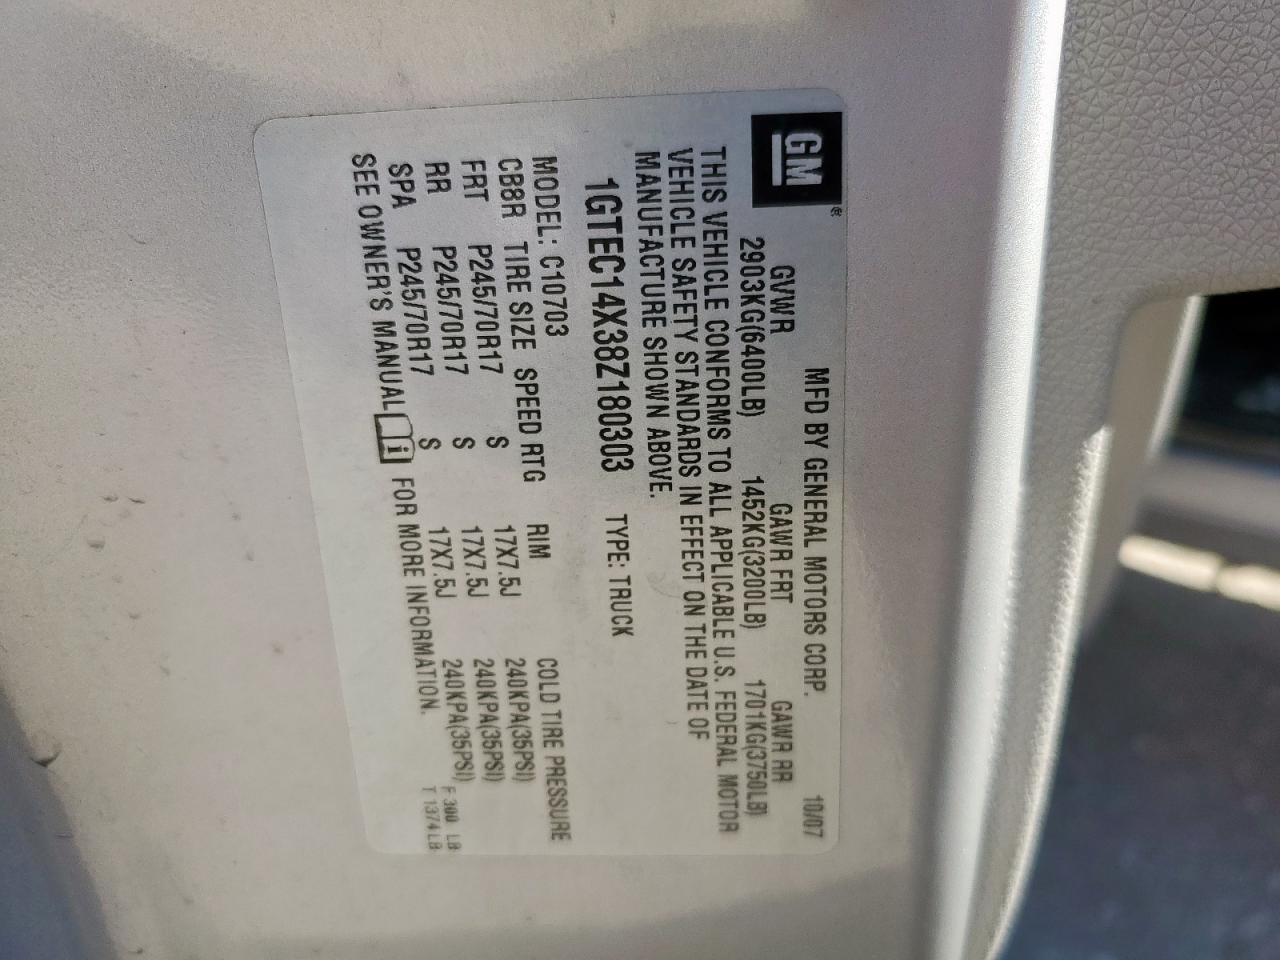 GM®
MFD BY GENERAL MOTORS CORP. 10/07
GVWR GAWR FRT GAWR RR
2903KG(6400LB) 1452KG(3200LB) 1701KG(3750LB)
THIS VEHICLE CONFORMS TO ALL APPLICABLE U.S. FEDERAL MOTOR
VEHICLE SAFETY STANDARDS IN EFFECT ON THE DATE OF
MANUFACTURE SHOWN ABOVE.
1GTEC14X38Z180303 TYPE: TRUCK
MODEL: C10703
CB8R TIRE SIZE SPEED RTG RIM COLD TIRE PRESSURE
FRT P245/70R17 S 17X7.5J 240KPA(35PSI)
RR P245/70R17 S 17X7.5J 240KPA(35PSI)
SPA P245/70R17 S 17X7.5J 240KPA(35PSI)
SEE OWNER'S MANUAL i FOR MORE INFORMATION.
F 300 LB
T 1374LB